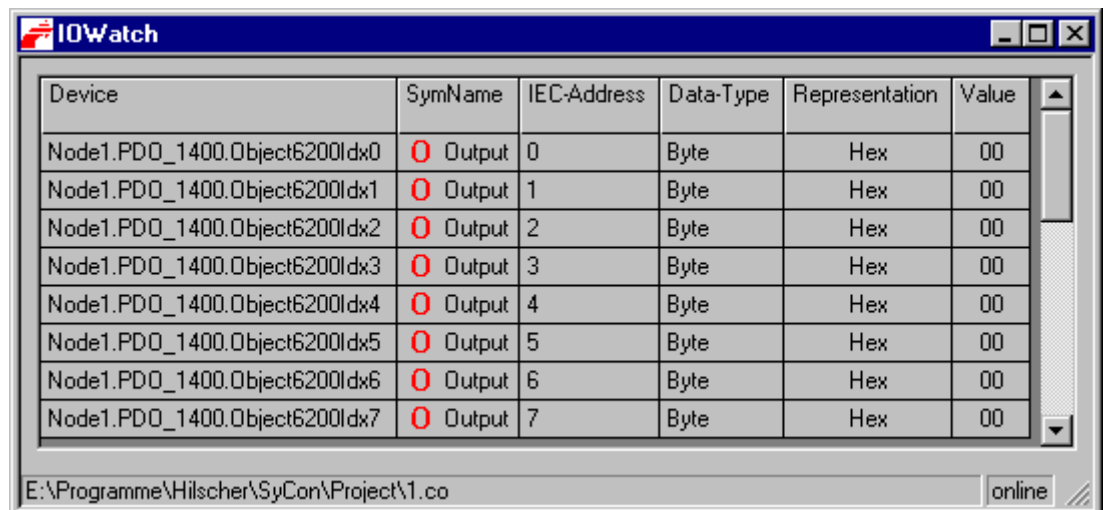 IOWatch
Device SymName IEC-Address Data-Type Representation Value
Node1.PDO_1400.Object6200Idx0 O Output 0 Byte Hex 00
Node1.PDO_1400.Object6200Idx1 O Output 1 Byte Hex 00
Node1.PDO_1400.Object6200Idx2 O Output 2 Byte Hex 00
Node1.PDO_1400.Object6200Idx3 O Output 3 Byte Hex 00
Node1.PDO_1400.Object6200Idx4 O Output 4 Byte Hex 00
Node1.PDO_1400.Object6200Idx5 O Output 5 Byte Hex 00
Node1.PDO_1400.Object6200Idx6 O Output 6 Byte Hex 00
Node1.PDO_1400.Object6200Idx7 O Output 7 Byte Hex 00
E:\Programme\Hilscher\SyCon\Project\1.co online